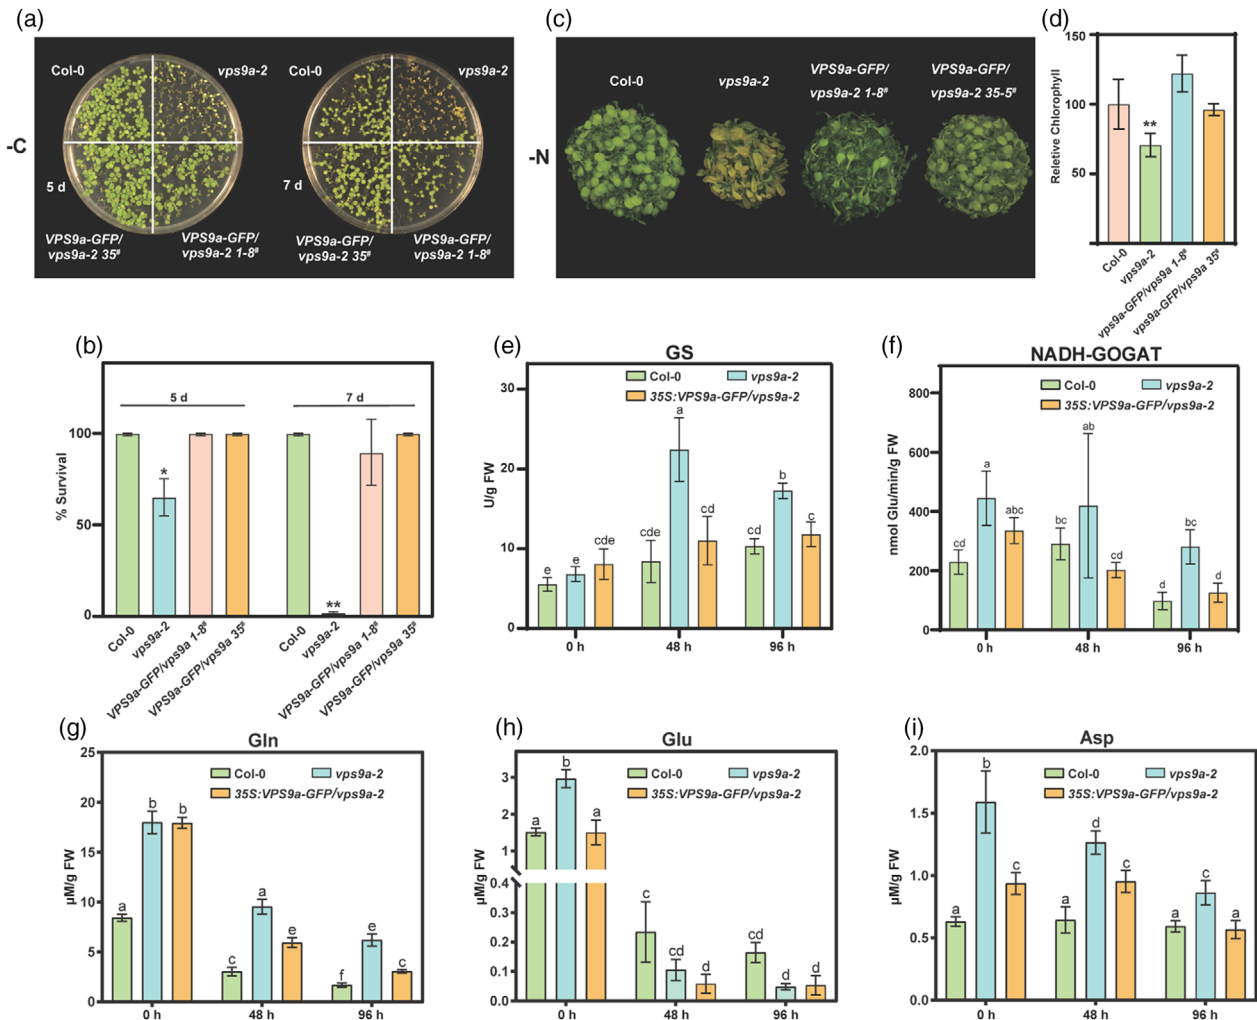 (a)
Col-0
vps9a-2
Col-0
vps9a-2
-C
5 d
7 d
VPS9a-GFP/
vps9a-2 35#
VPS9a-GFP/
vps9a-2 1-8#
VPS9a-GFP/
vps9a-2 35#
VPS9a-GFP/
vps9a-2 1-8#
(c)
Col-0
vps9a-2
VPS9a-GFP/
vps9a-2 1-8#
VPS9a-GFP/
vps9a-2 35-5#
-N
(d)
Reletive Chlorophyll
150
100
50
**
Col-0
vps9a-2
vps9a-GFP/vps9a 1-8#
vps9a-GFP/vps9a 35#
(b)
% Survival
100
50
0
5 d
7 d
*
**
Col-0
vps9a-2
VPS9a-GFP/vps9a 1-8#
VPS9a-GFP/vps9a 35#
Col-0
vps9a-2
VPS9a-GFP/vps9a 1-8#
VPS9a-GFP/vps9a 35#
(e)
GS
Col-0
vps9a-2
35S:VPS9a-GFP/vps9a-2
U/g FW
30
20
10
0
e e cde
cde a cd
cd b c
0 h 48 h 96 h
(f)
NADH-GOGAT
Col-0
vps9a-2
35S:VPS9a-GFP/vps9a-2
nmol Glu/min/g FW
800
600
400
200
0
cd a abc
bc ab cd
d bc d
0 h 48 h 96 h
(g)
Gln
Col-0
vps9a-2
35S:VPS9a-GFP/vps9a-2
µM/g FW
25
20
15
10
5
0
a b b
c a e
f e c
0 h 48 h 96 h
(h)
Glu
Col-0
vps9a-2
35S:VPS9a-GFP/vps9a-2
µM/g FW
3
2
1
0.4
0.3
0.2
0.1
0.0
a b a
c cd d
cd d d
0 h 48 h 96 h
(i)
Asp
Col-0
vps9a-2
35S:VPS9a-GFP/vps9a-2
µM/g FW
2.0
1.5
1.0
0.5
0.0
a b c
a d c
a c a
0 h 48 h 96 h